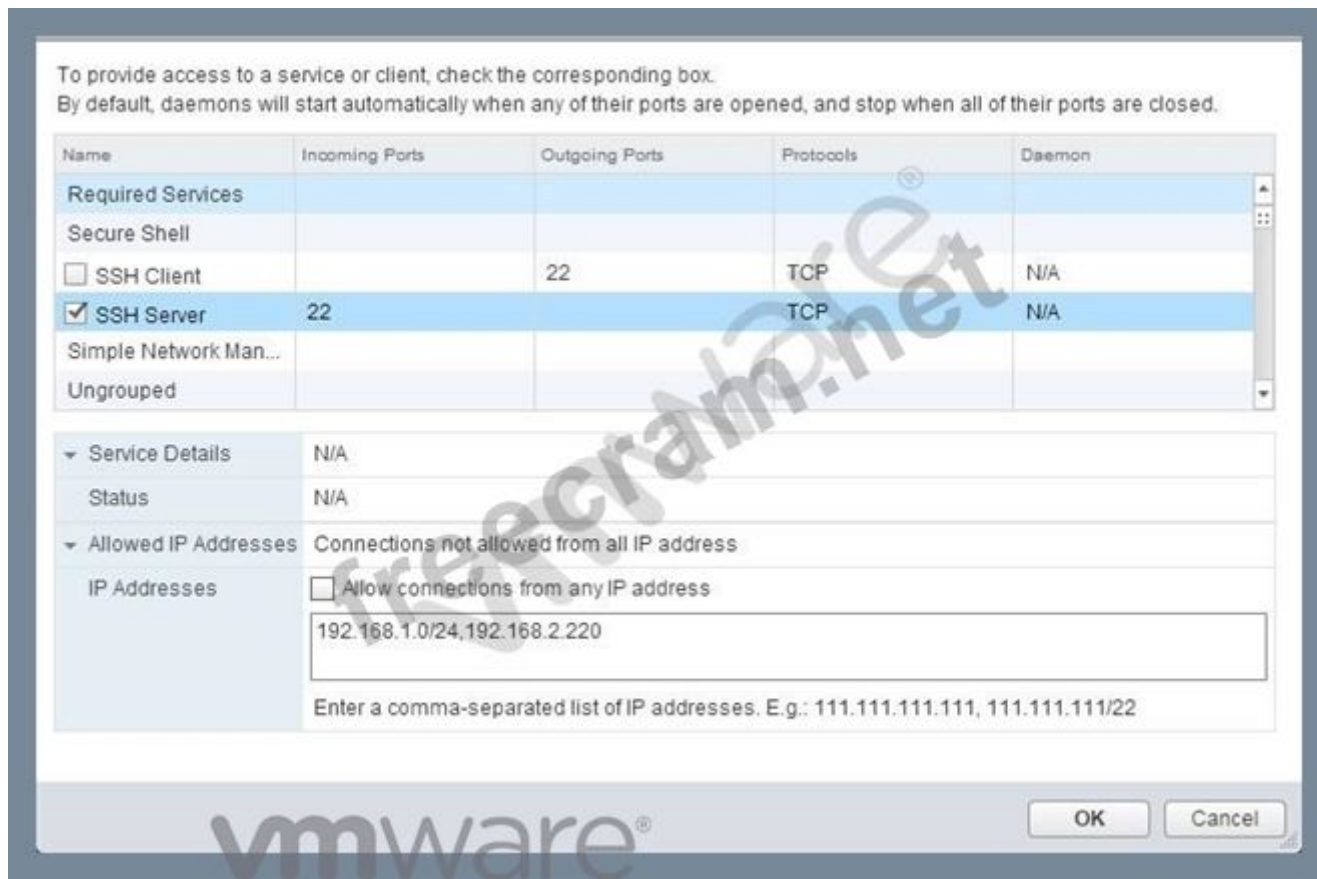 To provide access to a service or client, check the corresponding box.
By default, daemons will start automatically when any of their ports are opened, and stop when all of their ports are closed.
Name Incoming Ports Outgoing Ports Protocols Daemon
Required Services
Secure Shell
SSH Client 22 TCP N/A
SSH Server 22 TCP N/A
Simple Network Man...
Ungrouped
Service Details N/A
Status N/A
Allowed IP Addresses Connections not allowed from all IP address
IP Addresses Allow connections from any IP address
192.168.1.0/24,192.168.2.220
Enter a comma-separated list of IP addresses. E.g.: 111.111.111.111, 111.111.111/22
OK Cancel
vmware®
freecram.net
vmware®